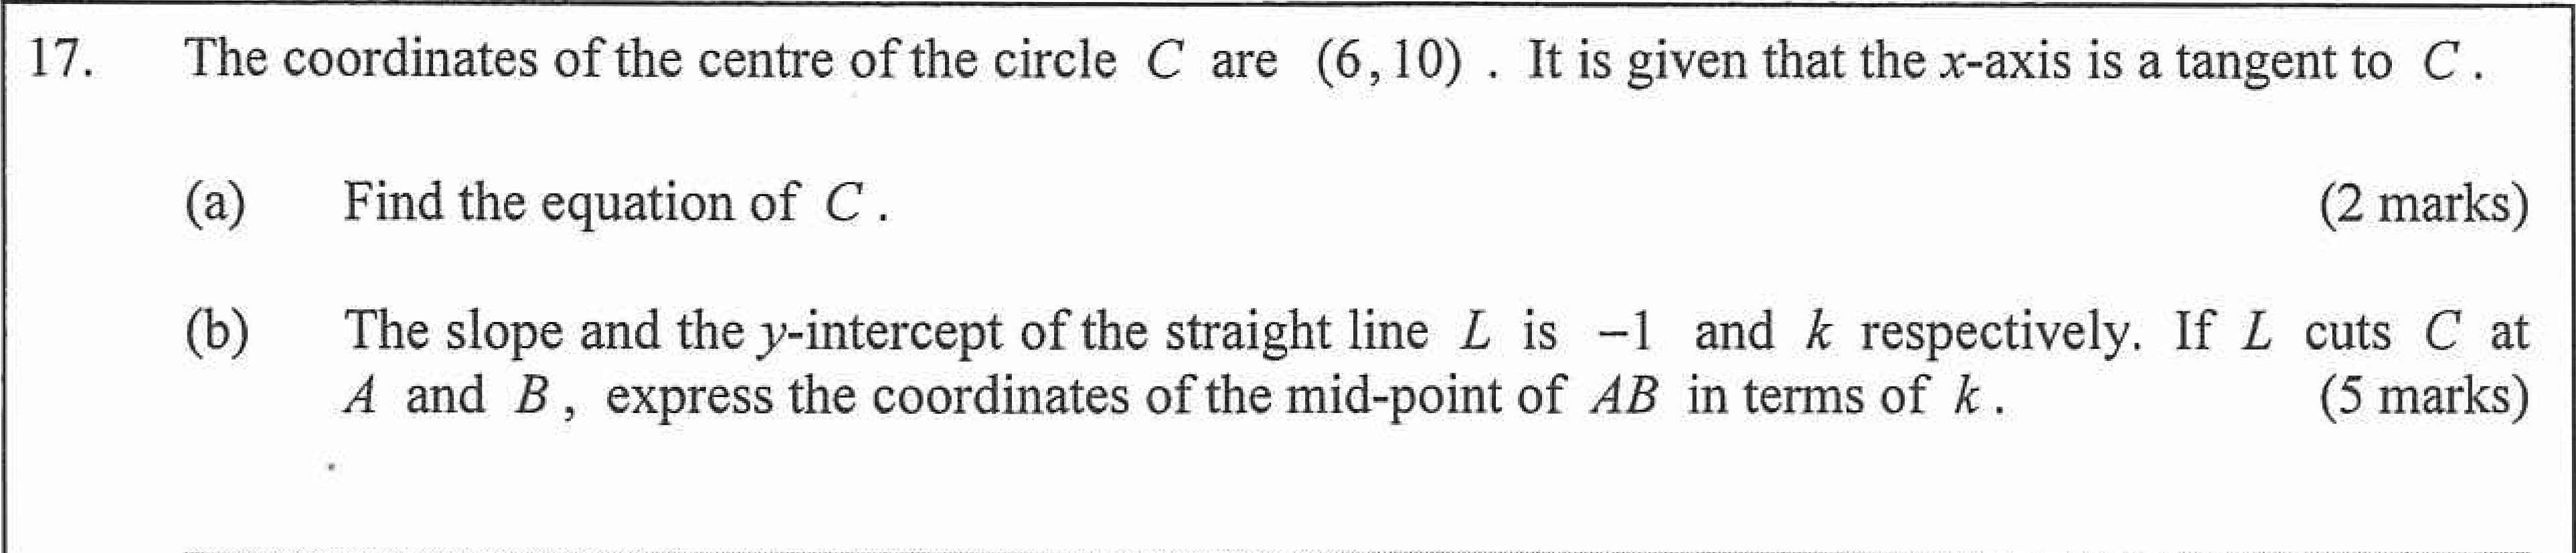 17. The coordinates of the centre of the circle C are (6, 10) . It is given that the x-axis is a tangent to C .
(a) Find the equation of C . (2 marks)
(b) The slope and the y-intercept of the straight line L is −1 and k respectively. If L cuts C at
A and B , express the coordinates of the mid-point of AB in terms of k . (5 marks)